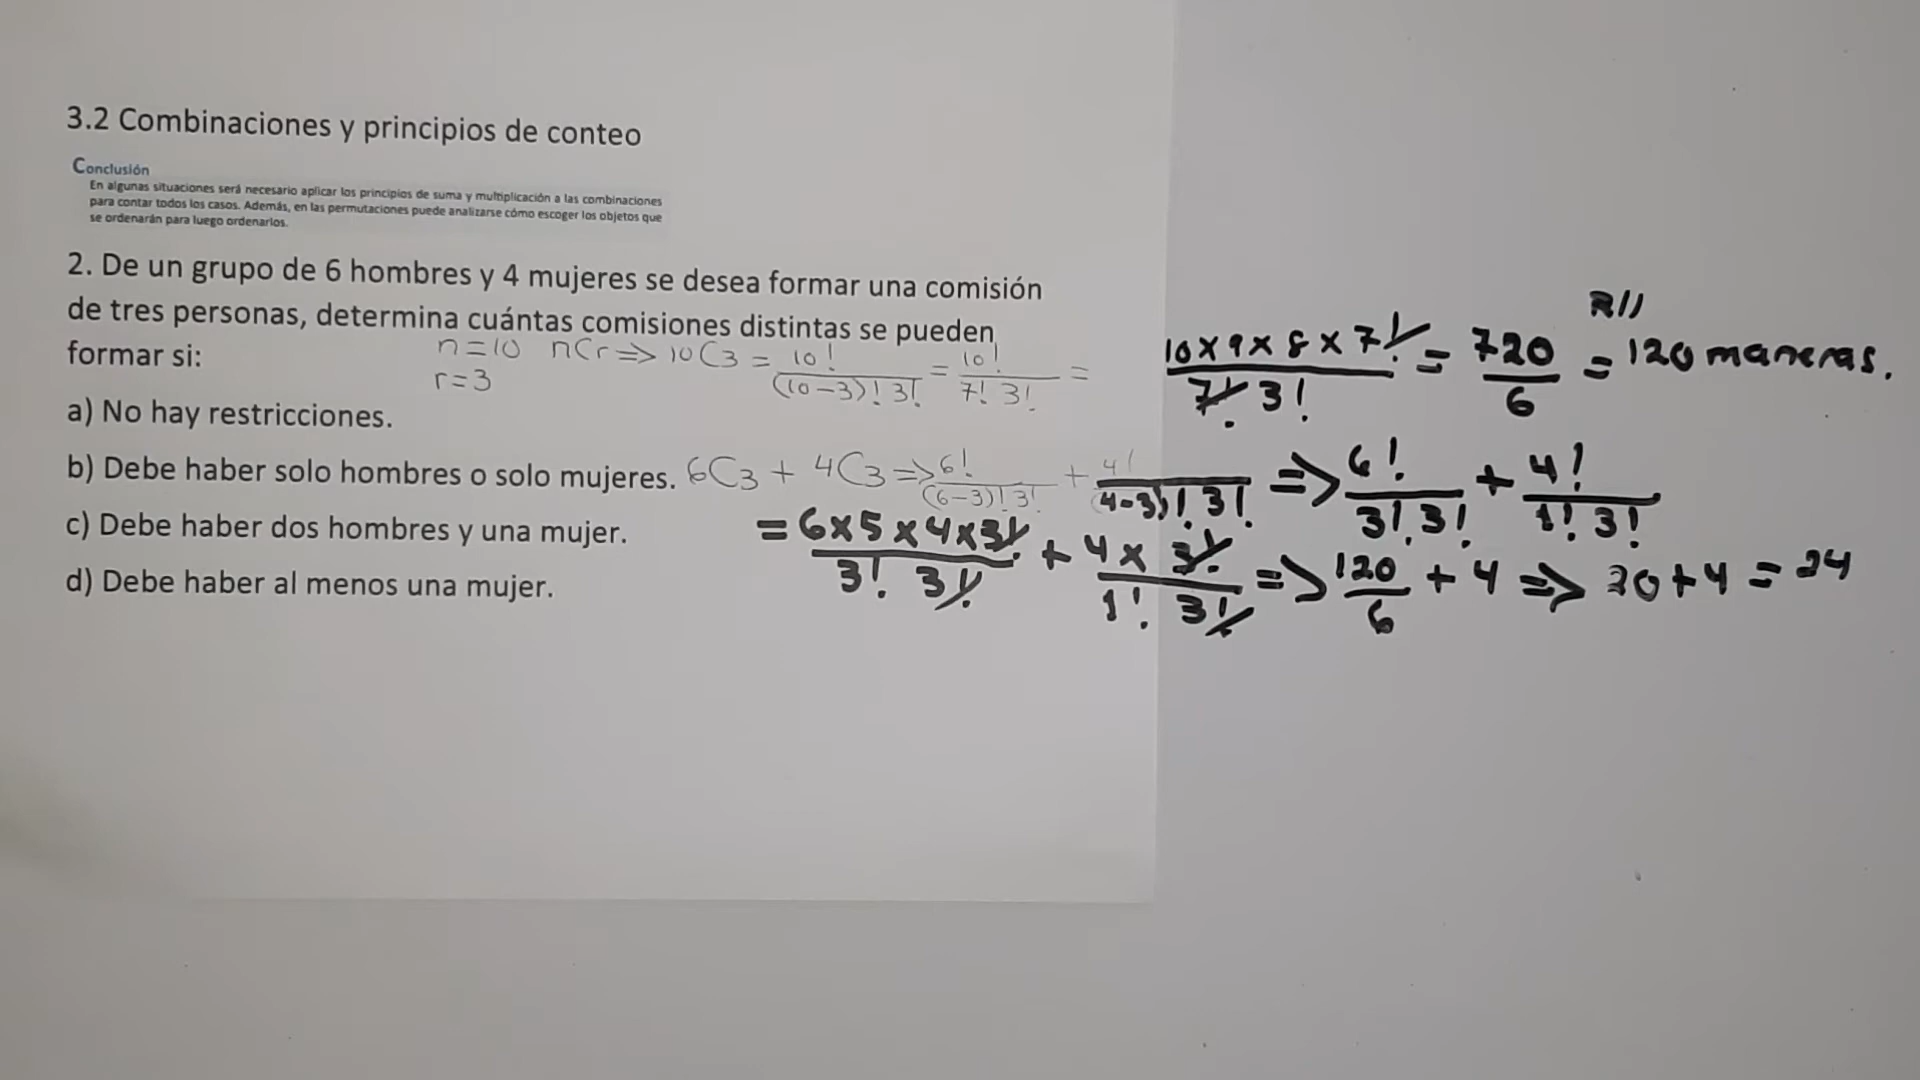 3.2 Combinaciones y principios de conteo
Conclusión
En algunas situaciones será necesario aplicar los principios de suma y multiplicación a las combinaciones
para contar todos los casos. Además, en las permutaciones puede analizarse cómo escoger los objetos que
se ordenarán para luego ordenarlos.
2. De un grupo de 6 hombres y 4 mujeres se desea formar una comisión
de tres personas, determina cuántas comisiones distintas se pueden
formar si:
n=10 nCr => 10C3 = 10!/(10-3)! 3! = 10!/7! 3! = 10 x 9 x 8 x 7!/7! 3! = 720/6 = 120 maneras.
r=3
R//
a) No hay restricciones.
b) Debe haber solo hombres o solo mujeres. 6C3 + 4C3 => 6!/(6-3)! 3! + 4!/(4-3)! 3! => 6!/3! 3! + 4!/1! 3!
= 6x5x4x3!/3! 3! + 4 x 3!/1! 3! => 120/6 + 4 => 20+4 = 24
c) Debe haber dos hombres y una mujer.
d) Debe haber al menos una mujer.